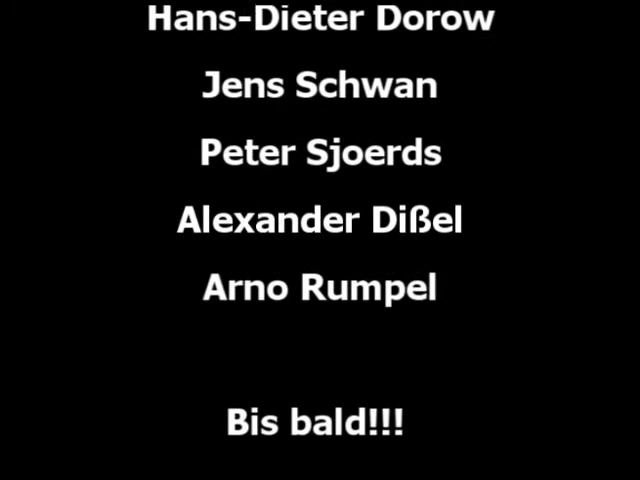 Hans-Dieter Dorow
Jens Schwan
Peter Sjoerds
Alexander Dißel
Arno Rumpel
Bis bald!!!